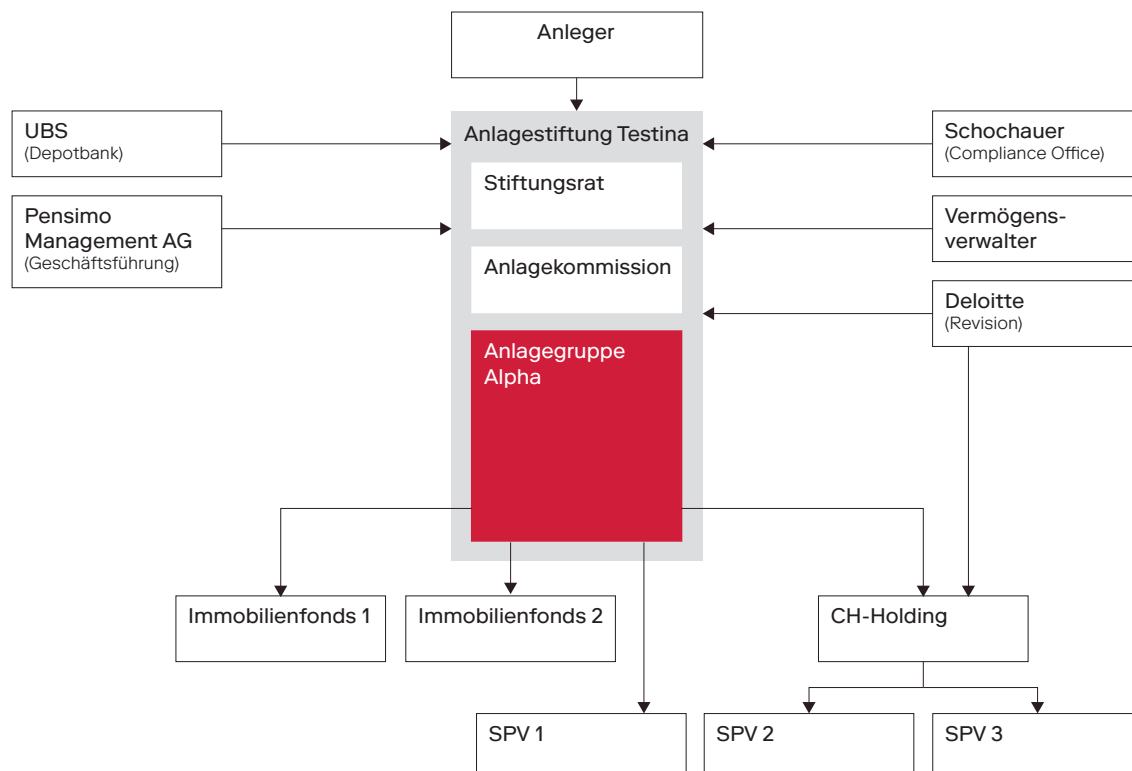 Anleger
UBS
(Depotbank)
Anlagestiftung Testina
Schochauer
(Compliance Office)
Stiftungsrat
Pensimo
Management AG
(Geschäftsführung)
Vermögens-
verwalter
Anlagekommission
Deloitte
(Revision)
Anlagegruppe
Alpha
Immobilienfonds 1
Immobilienfonds 2
CH-Holding
SPV 1
SPV 2
SPV 3